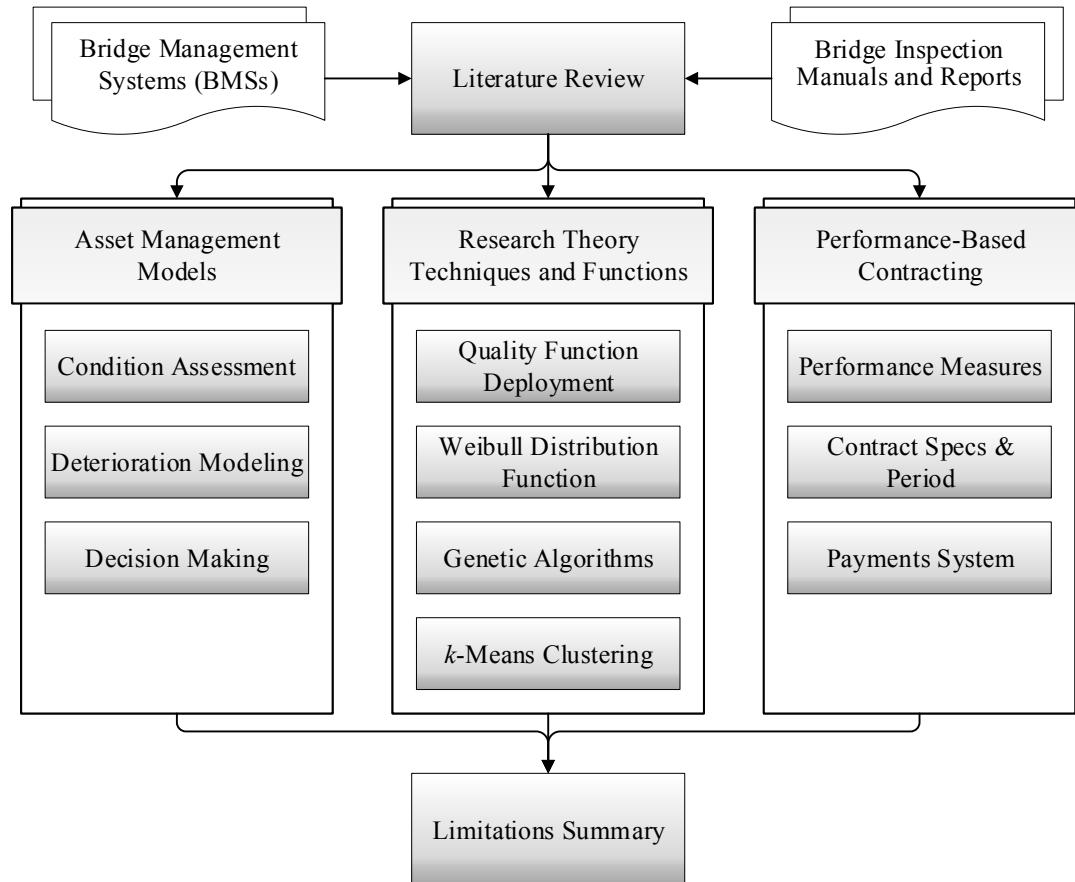 Bridge Management
Systems (BMSs)
Literature Review
Bridge Inspection
Manuals and Reports
Asset Management
Models
Condition Assessment
Deterioration Modeling
Decision Making
Research Theory
Techniques and Functions
Quality Function
Deployment
Weibull Distribution
Function
Genetic Algorithms
k-Means Clustering
Performance-Based
Contracting
Performance Measures
Contract Specs &
Period
Payments System
Limitations Summary